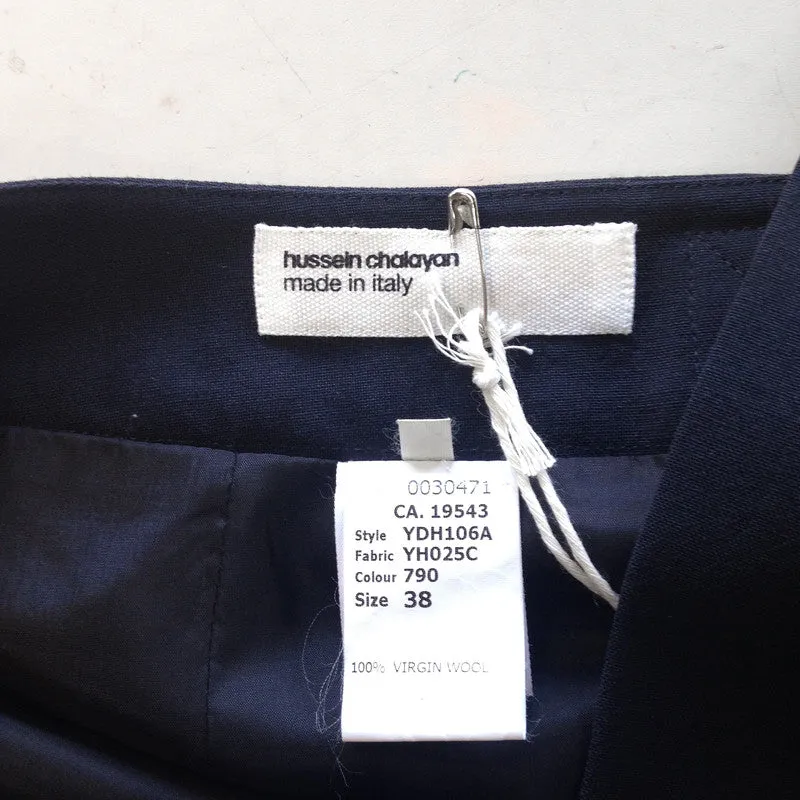 hussein chalayan
made in italy
0030471
CA. 19543
Style YDH106A
Fabric YH025C
Colour 790
Size 38
100% VIRGIN WOOL